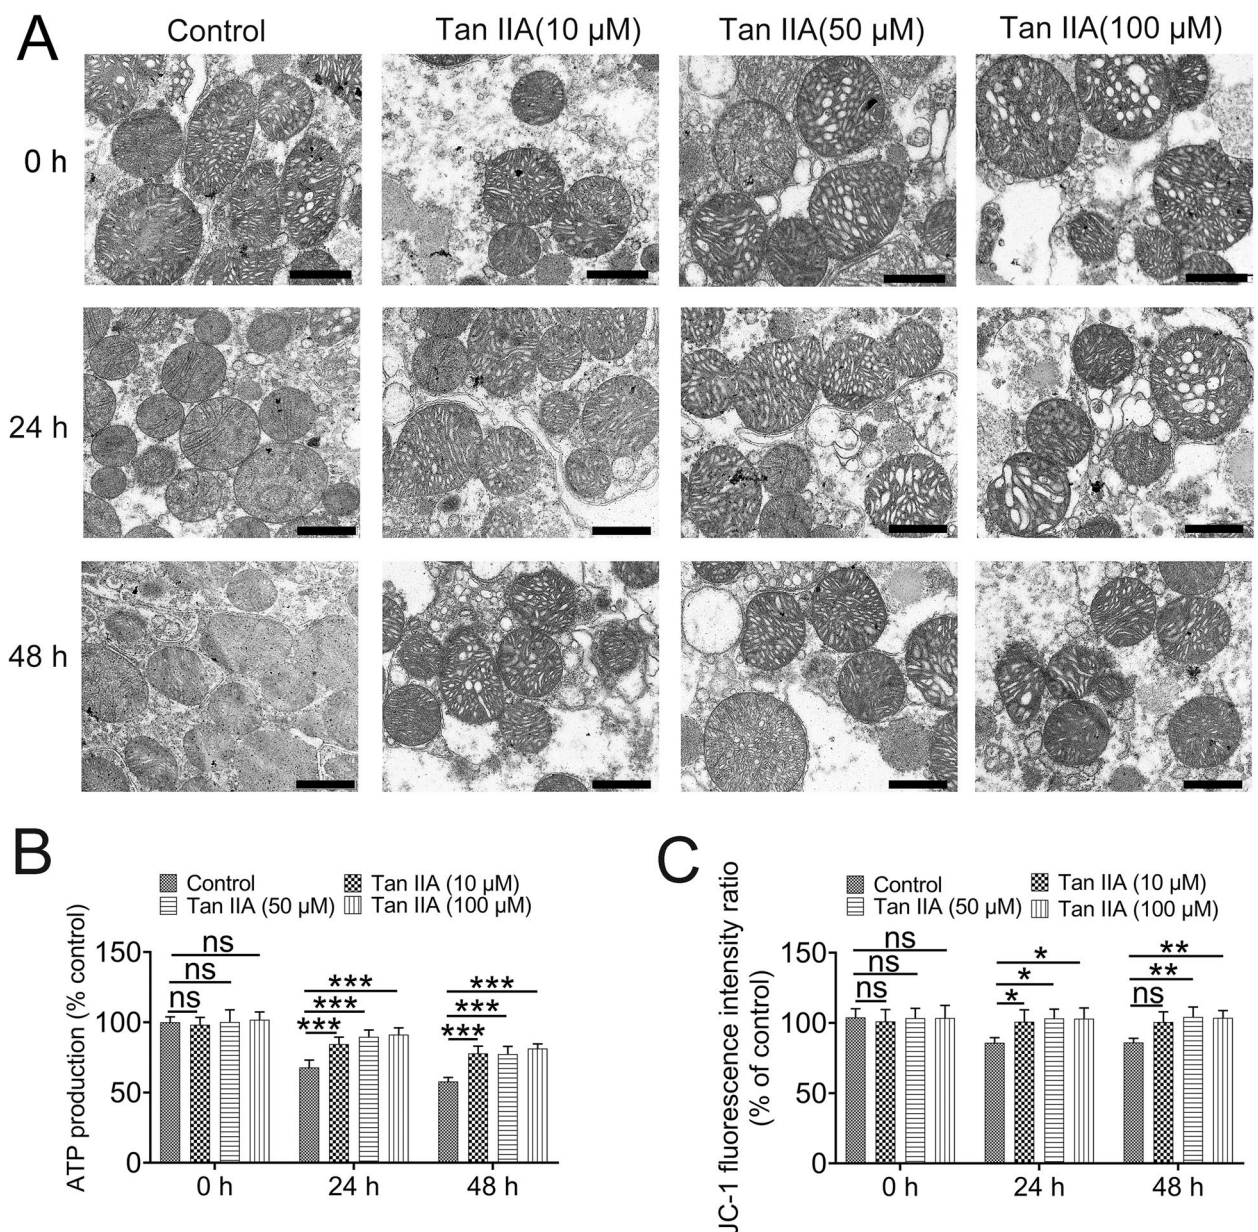 A
Control
Tan IIA(10 µM)
Tan IIA(50 µM)
Tan IIA(100 µM)
0 h
24 h
48 h
B
Control
Tan IIA (10 µM)
Tan IIA (50 µM)
Tan IIA (100 µM)
ATP production (% control)
150
100
50
0
ns
ns
ns
***
***
***
***
***
***
0 h
24 h
48 h
C
Control
Tan IIA (10 µM)
Tan IIA (50 µM)
Tan IIA (100 µM)
JC-1 fluorescence intensity ratio
(% of control)
150
100
50
0
ns
ns
ns
*
*
*
**
**
ns
0 h
24 h
48 h